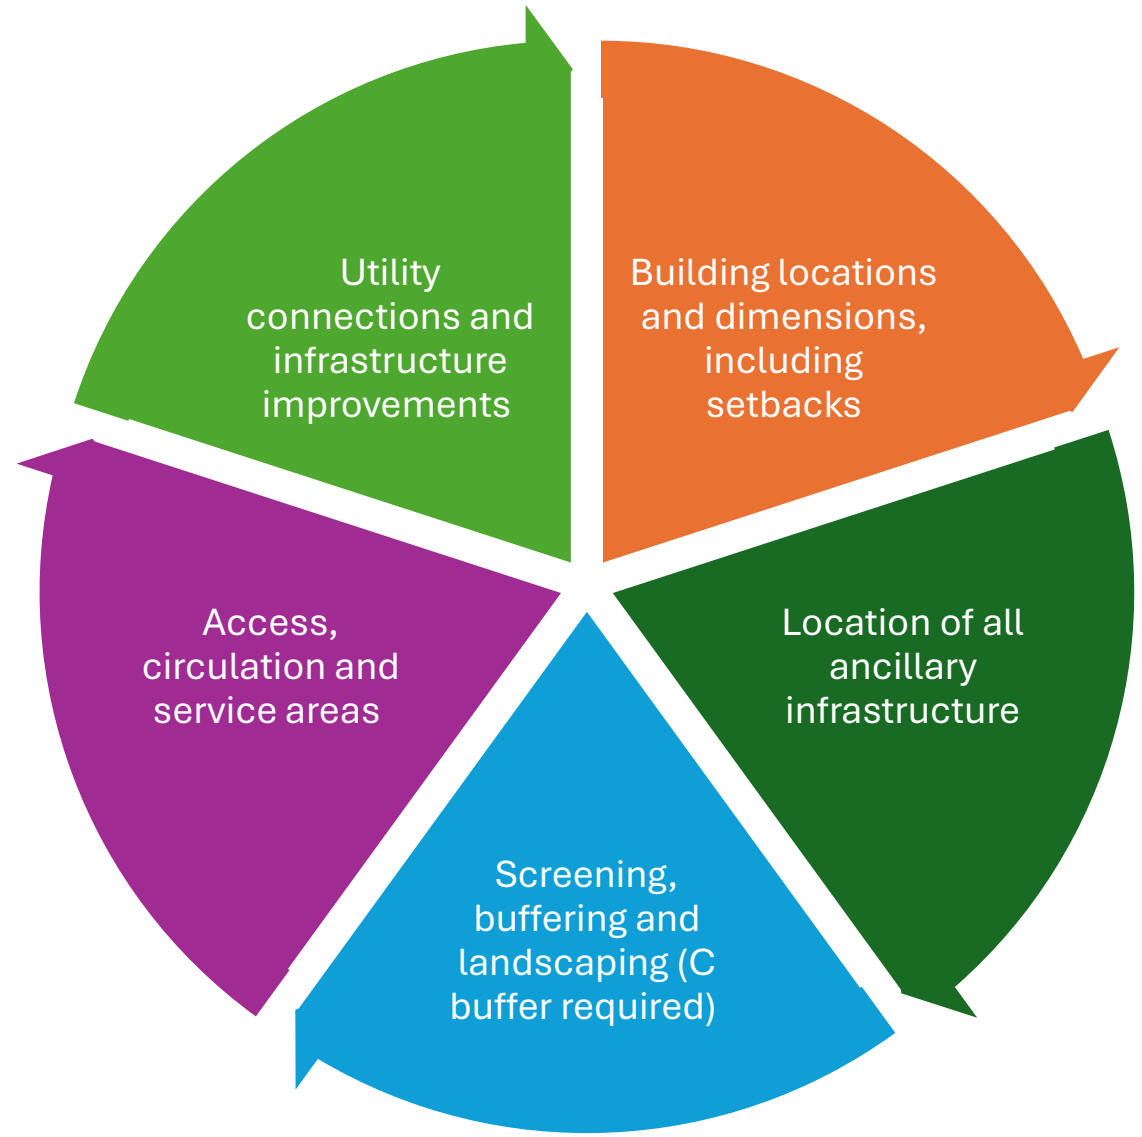 Utility
connections and
infrastructure
improvements
Building locations
and dimensions,
including
setbacks
Access,
circulation and
service areas
Location of all
ancillary
infrastructure
Screening,
buffering and
landscaping (C
buffer required)